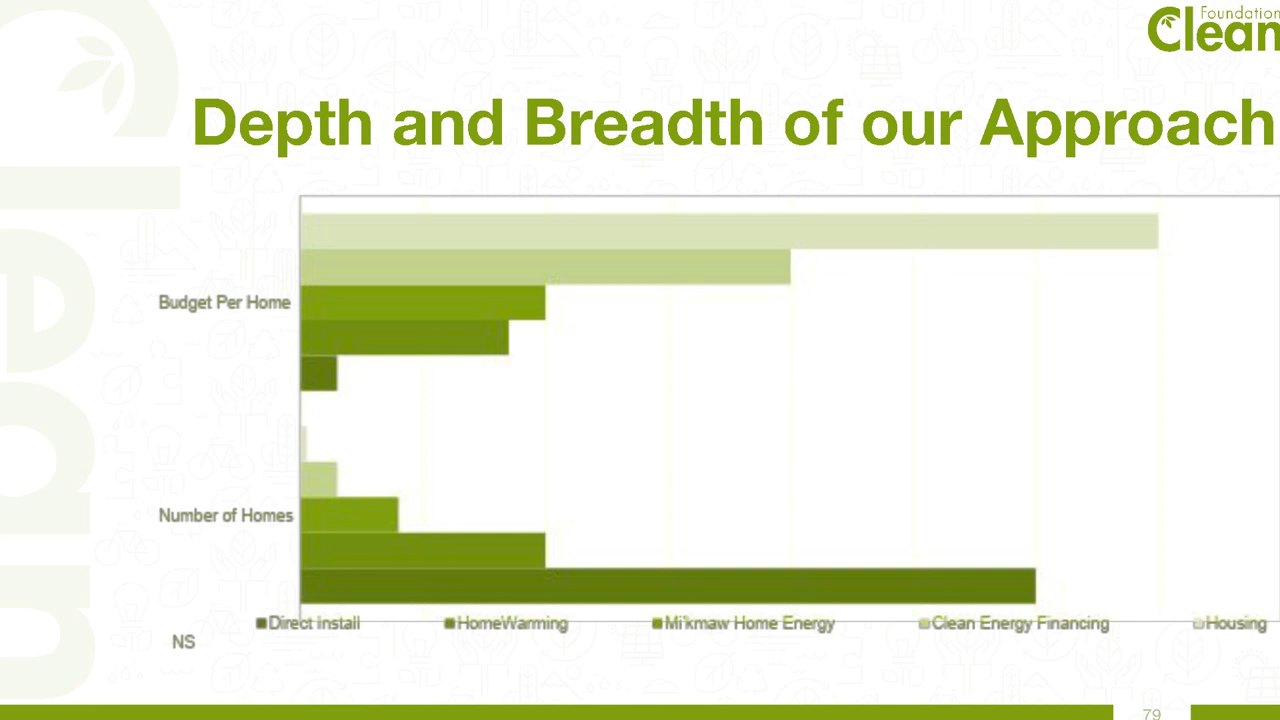 Foundation
Clean
Depth and Breadth of our Approach
Budget Per Home
Number of Homes
Direct Install
HomeWarming
Mi'kmaw Home Energy
Clean Energy Financing
Housing
NS
79